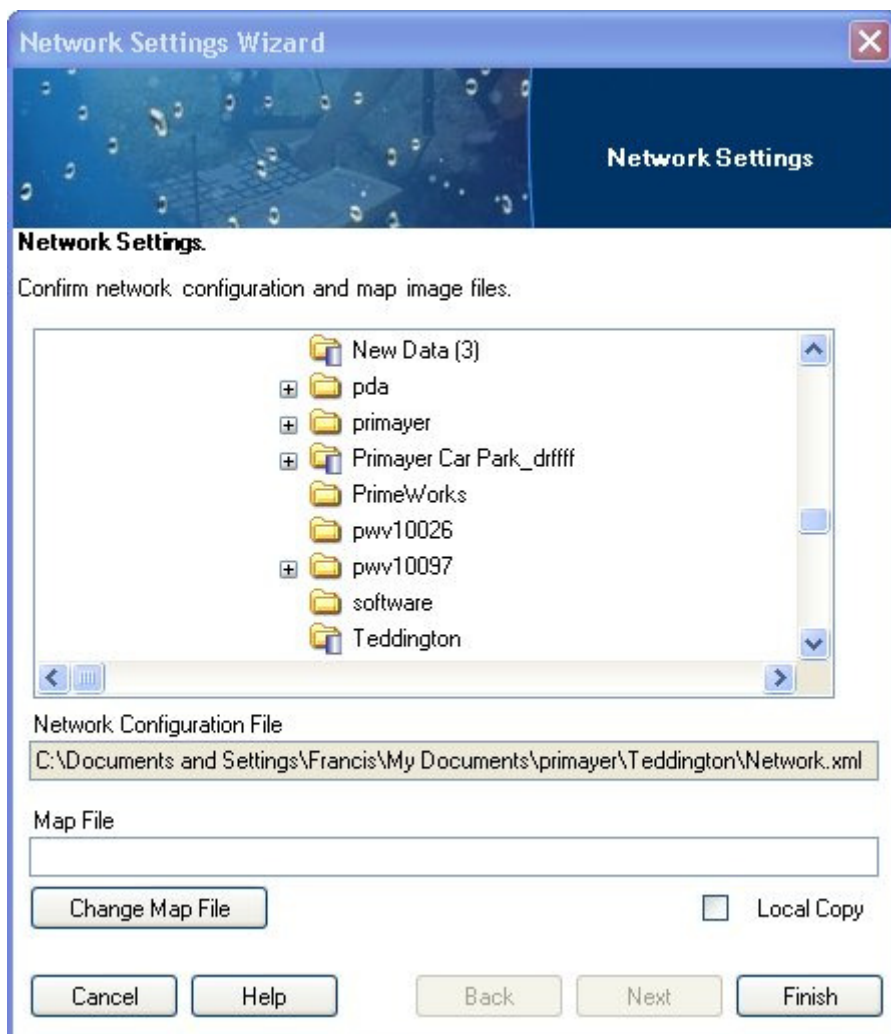 Network Settings Wizard
Network Settings
Network Settings.
Confirm network configuration and map image files.
New Data (3)
pda
primayer
Primayer Car Park_drffff
PrimeWorks
pwv10026
pwv10097
software
Teddington
Network Configuration File
C:\Documents and Settings\Francis\My Documents\primayer\Teddington\Network.xml
Map File
Change Map File
Local Copy
Cancel Help Back Next Finish